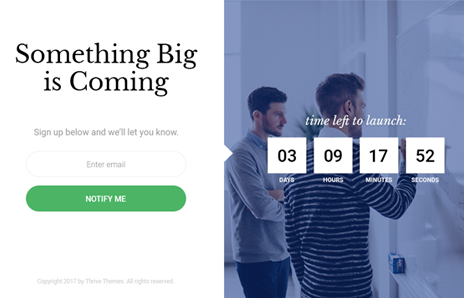 Something Big
is Coming
Sign up below and we'll let you know.
Enter email
NOTIFY ME
Copyright 2017 by Thrive Themes. All rights reserved.
time left to launch:
03 09 17 52
DAYS HOURS MINUTES SECONDS